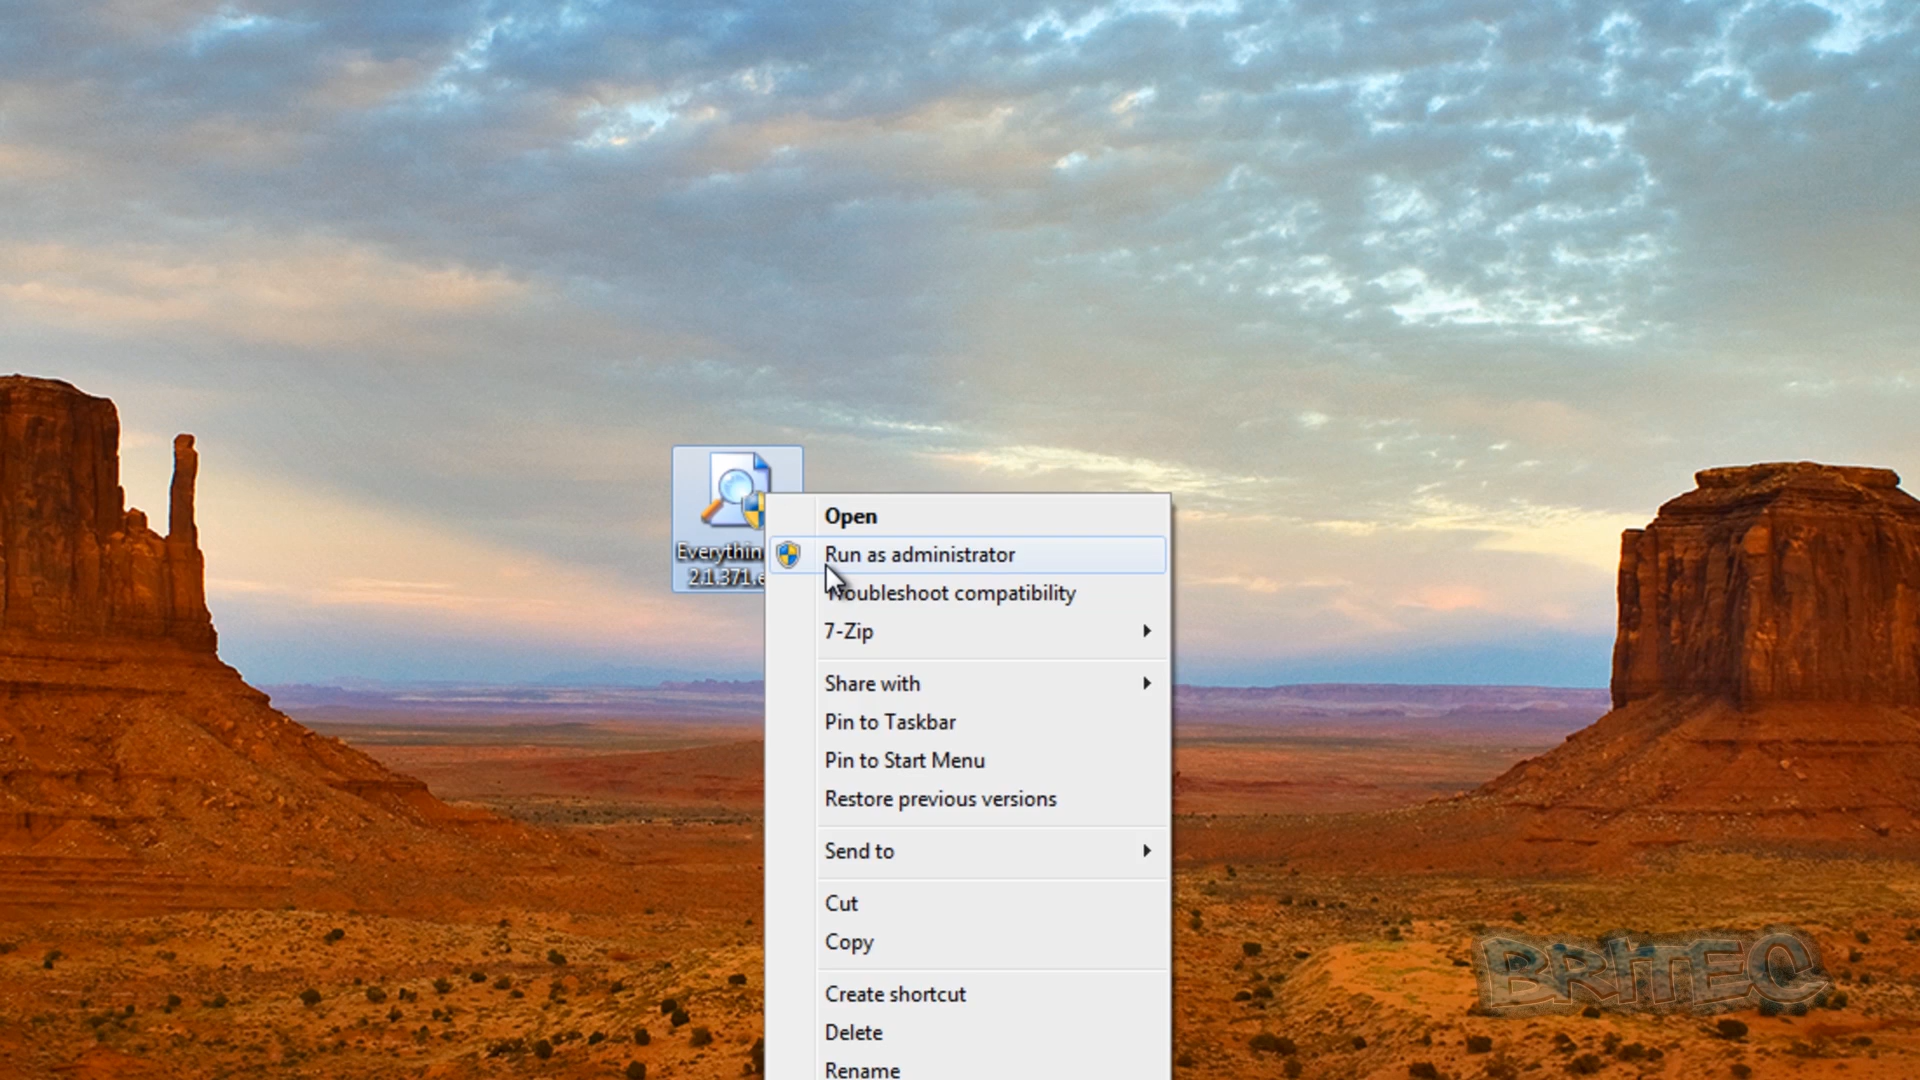 Everythin
2.1.371.e
Open
Run as administrator
Troubleshoot compatibility
7-Zip
Share with
Pin to Taskbar
Pin to Start Menu
Restore previous versions
Send to
Cut
Copy
Create shortcut
Delete
Rename
BRITEC